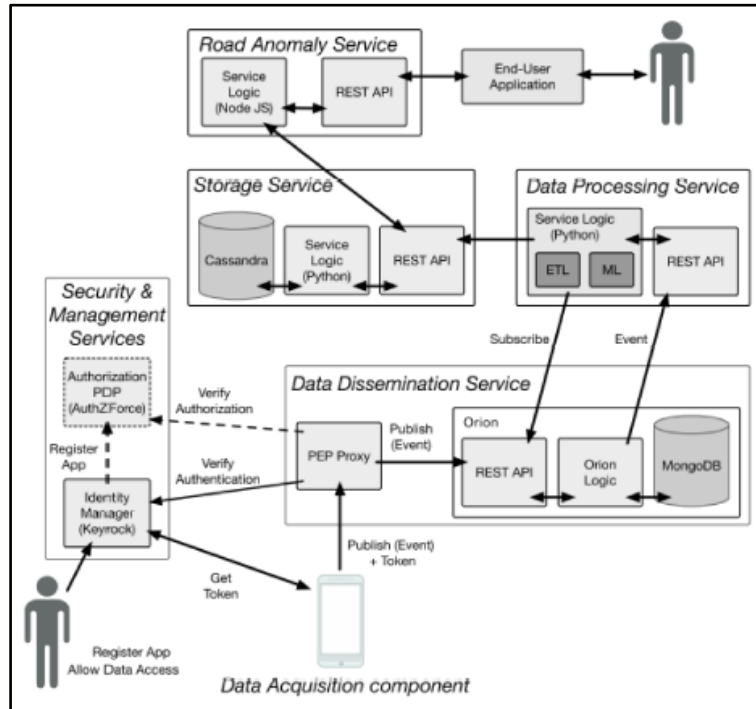 Road Anomaly Service
Service
Logic
(Node JS)
REST API
End-User
Application
Storage Service
Cassandra
Service
Logic
(Python)
REST API
Data Processing Service
Service Logic
(Python)
ETL
ML
REST API
Security &
Management
Services
Authorization
PDP
(AuthZForce)
Register
App
Identity
Manager
(Keyrock)
Verify
Authorization
Verify
Authentication
Subscribe
Event
Data Dissemination Service
PEP Proxy
Publish
(Event)
Orion
REST API
Orion
Logic
MongoDB
Publish (Event)
+ Token
Get
Token
Register App
Allow Data Access
Data Acquisition component